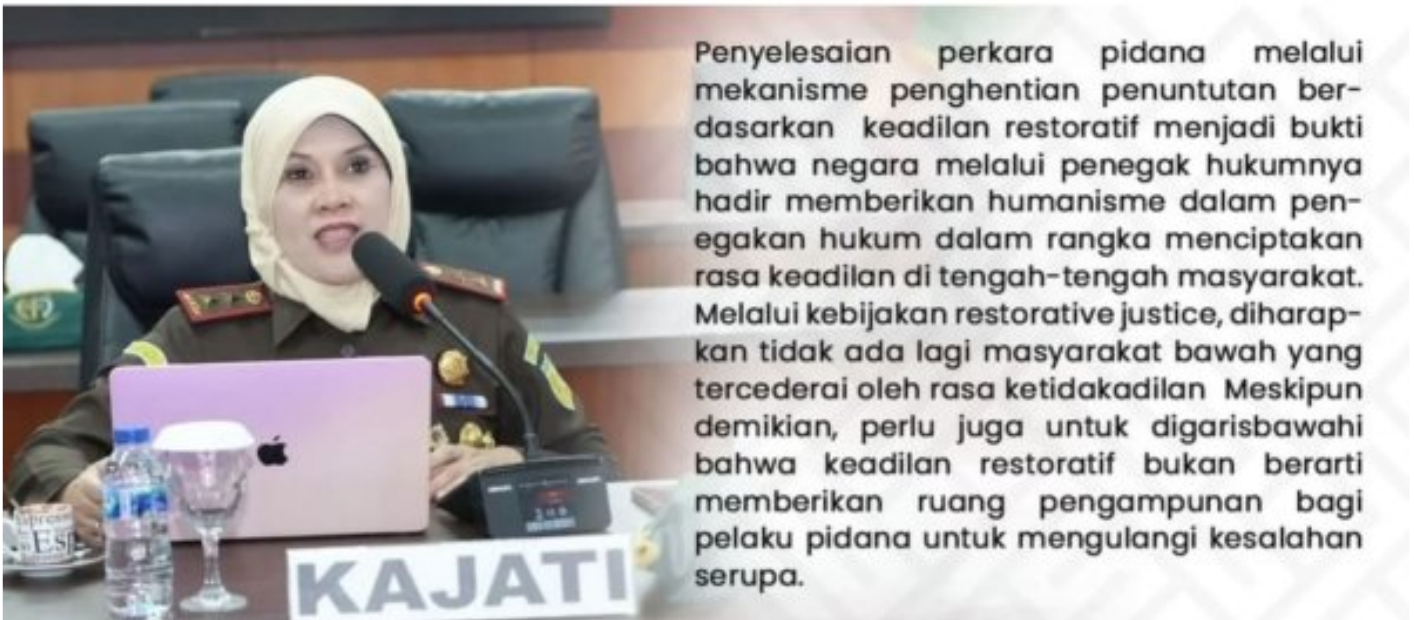 Penyelesaian perkara pidana melalui
mekanisme penghentian penuntutan ber-
dasarkan keadilan restoratif menjadi bukti
bahwa negara melalui penegak hukumnya
hadir memberikan humanisme dalam pen-
egakan hukum dalam rangka menciptakan
rasa keadilan di tengah-tengah masyarakat.
Melalui kebijakan restorative justice, diharap-
kan tidak ada lagi masyarakat bawah yang
tercederai oleh rasa ketidakadilan Meskipun
demikian, perlu juga untuk digarisbawahi
bahwa keadilan restoratif bukan berarti
memberikan ruang pengampunan bagi
pelaku pidana untuk mengulangi kesalahan
serupa.
KAJATI